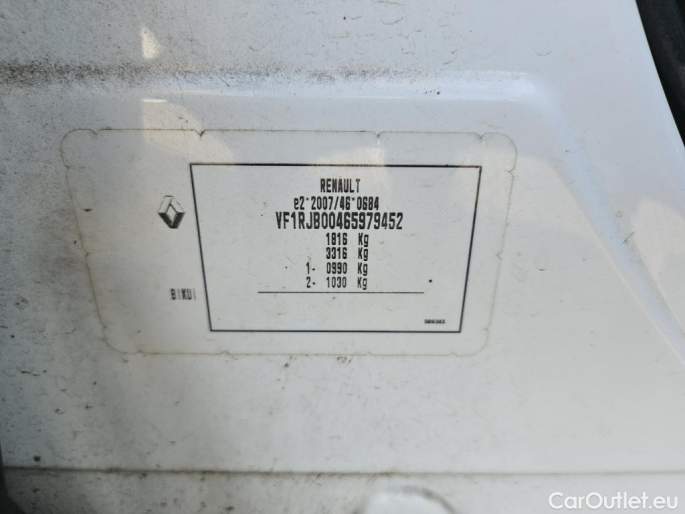 RENAULT
e2*2007/46*0684
VF1RJB00465979452
1816 Kg
3316 Kg
1- 0990 Kg
2- 1030 Kg
CarOutlet.eu